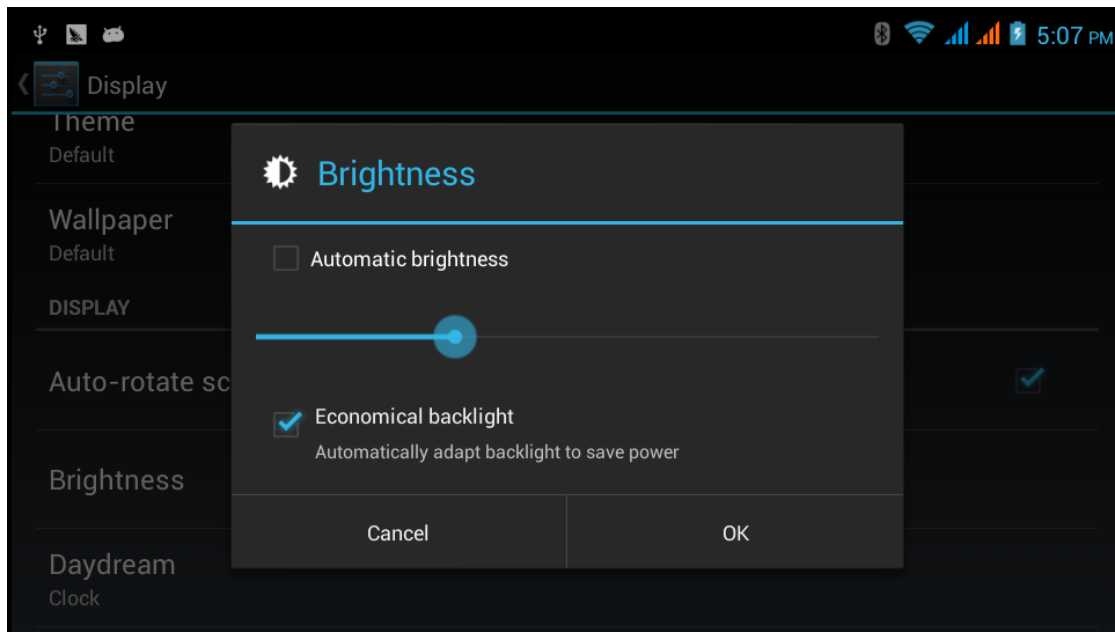 5:07 PM
Display
Theme
Default
Wallpaper
Default
DISPLAY
Auto-rotate sc
Brightness
Daydream
Clock
Brightness
Automatic brightness
Economical backlight
Automatically adapt backlight to save power
Cancel
OK